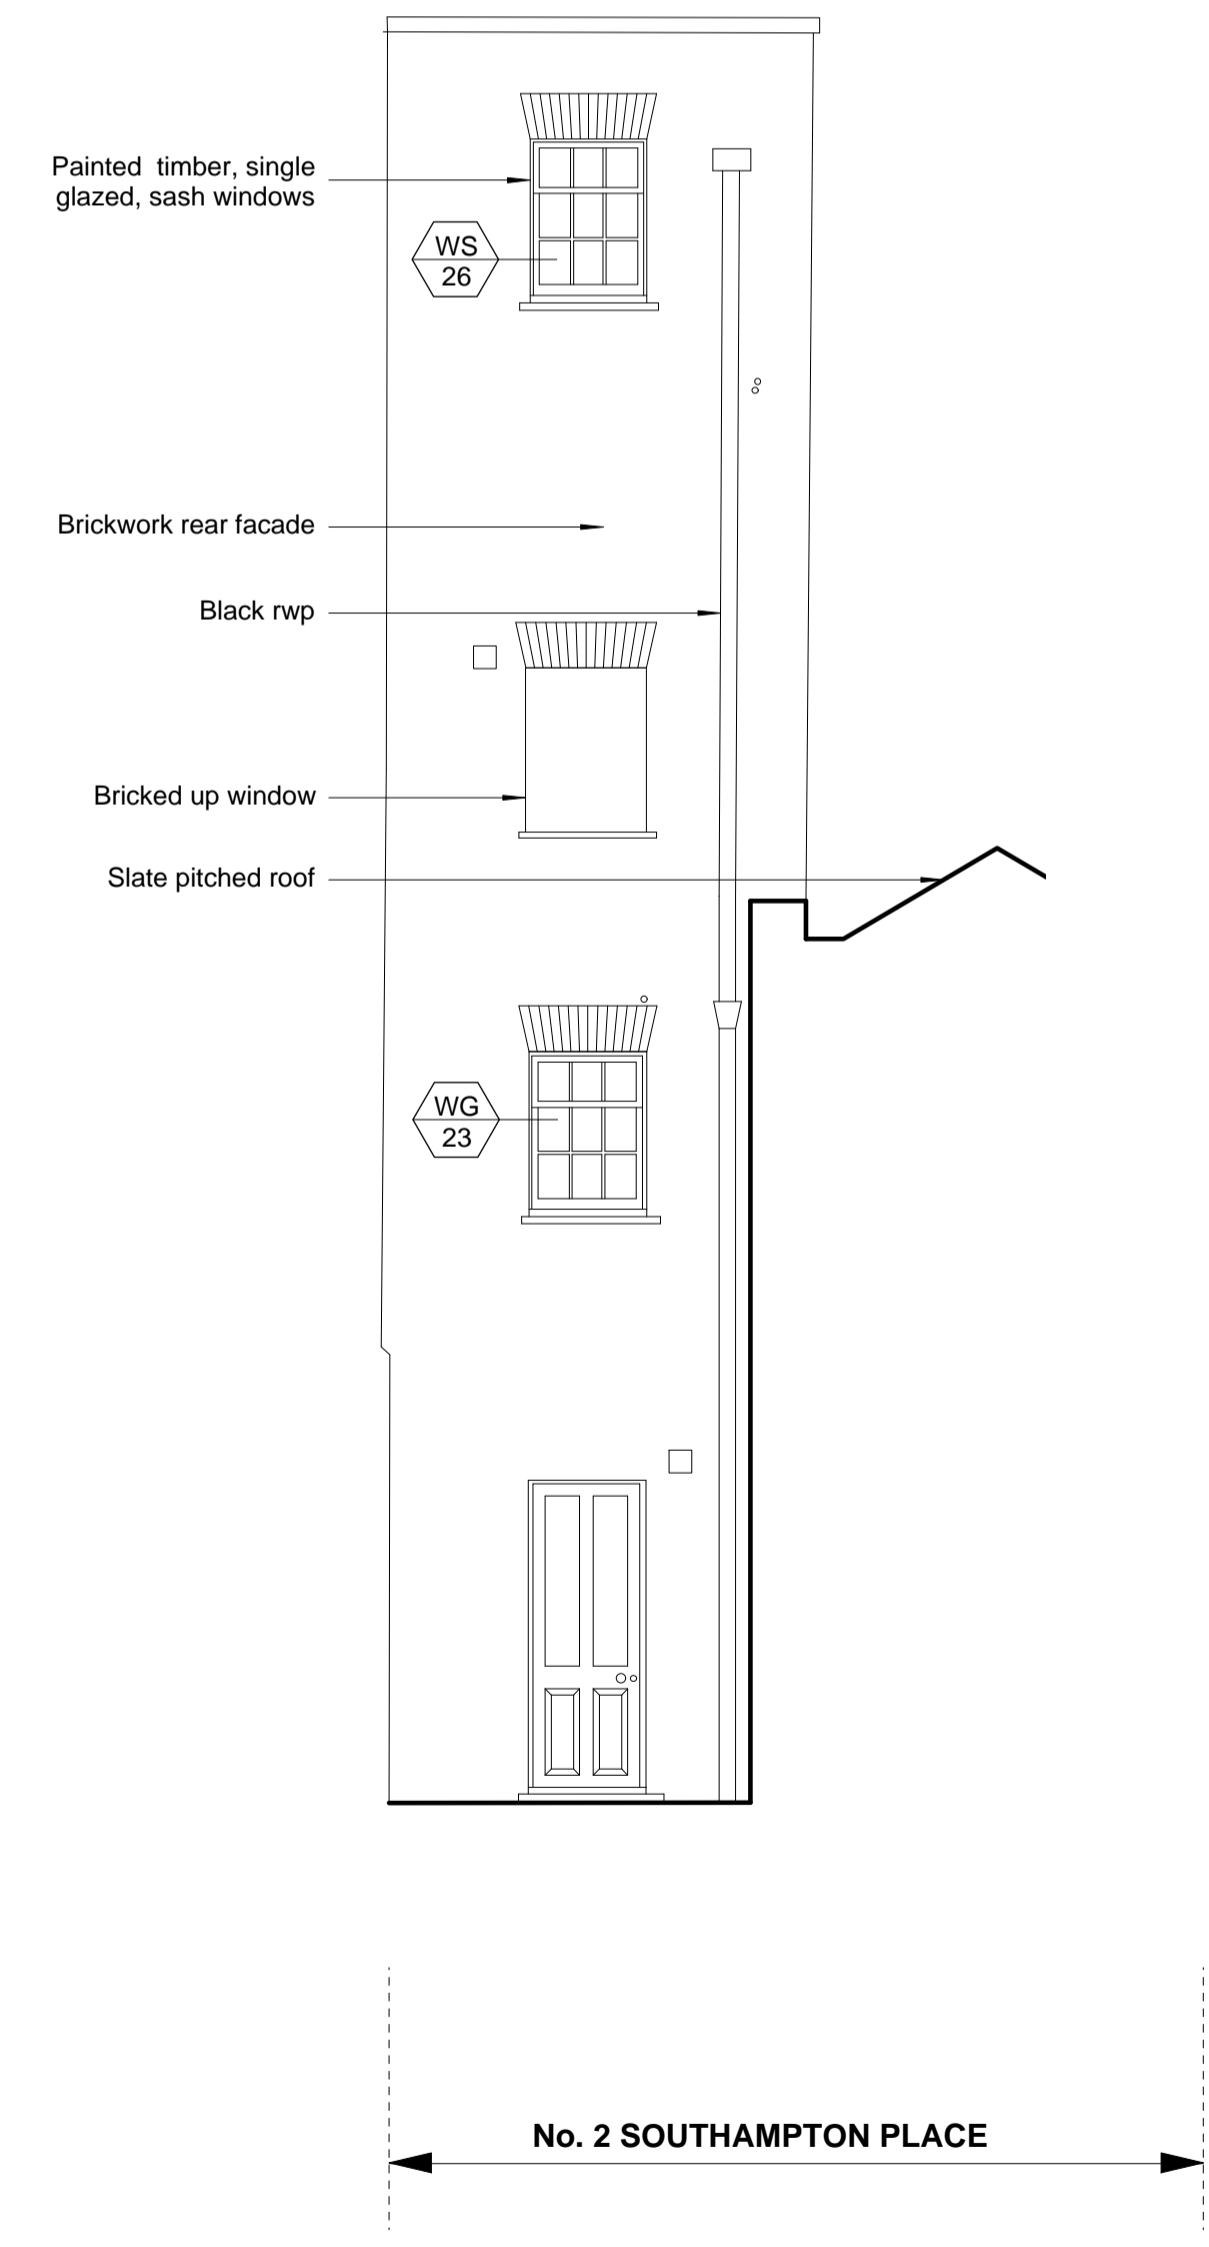 Painted timber, single
glazed, sash windows
WS
26
Brickwork rear facade
Black rwp
Bricked up window
Slate pitched roof
WG
23
No. 2 SOUTHAMPTON PLACE